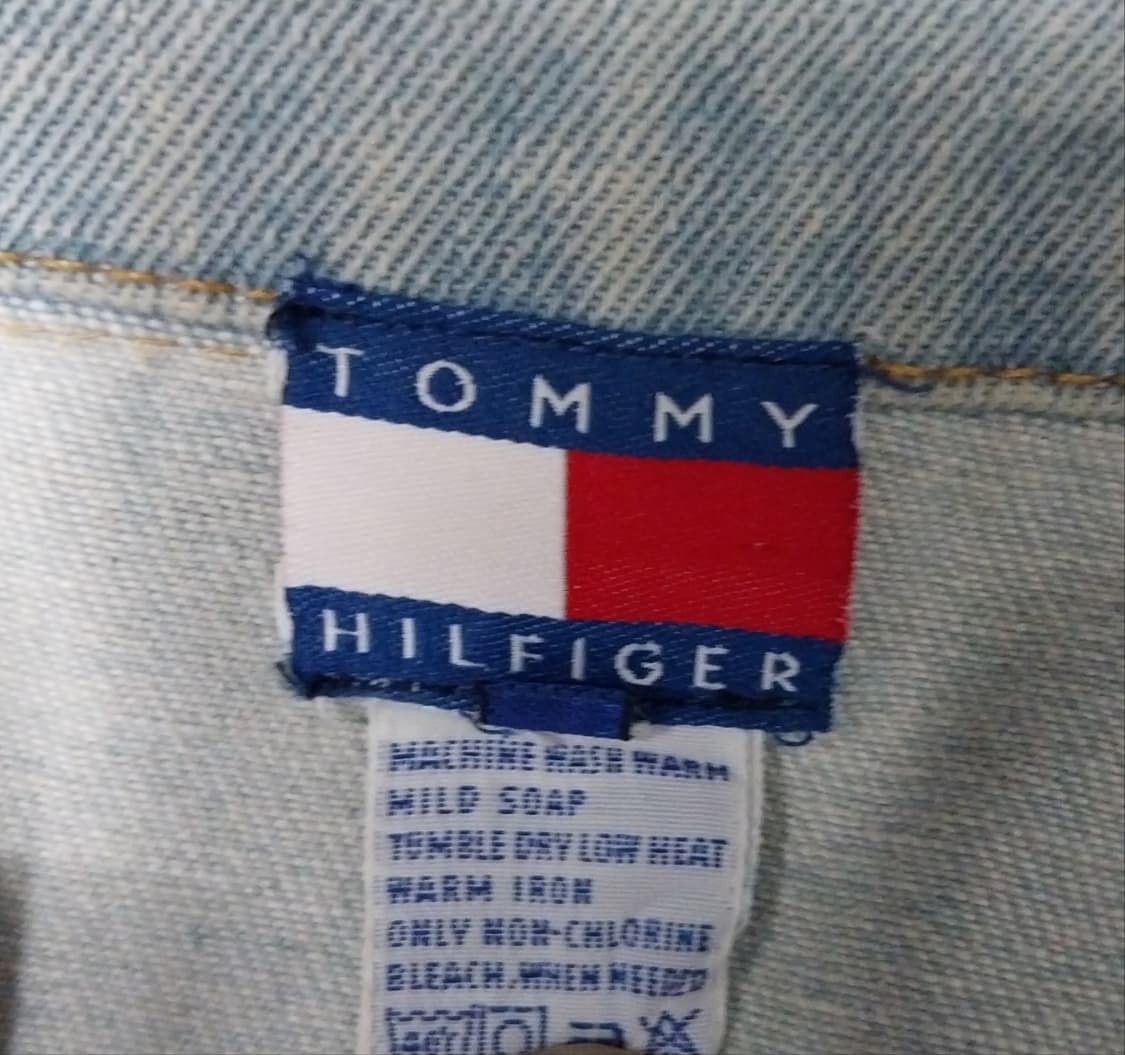 TOMMY
HILFIGER
MACHINE WASH WARM
MILD SOAP
TUMBLE DRY LOW HEAT
WARM IRON
ONLY NON-CHLORINE
BLEACH.WHEN NEEDED